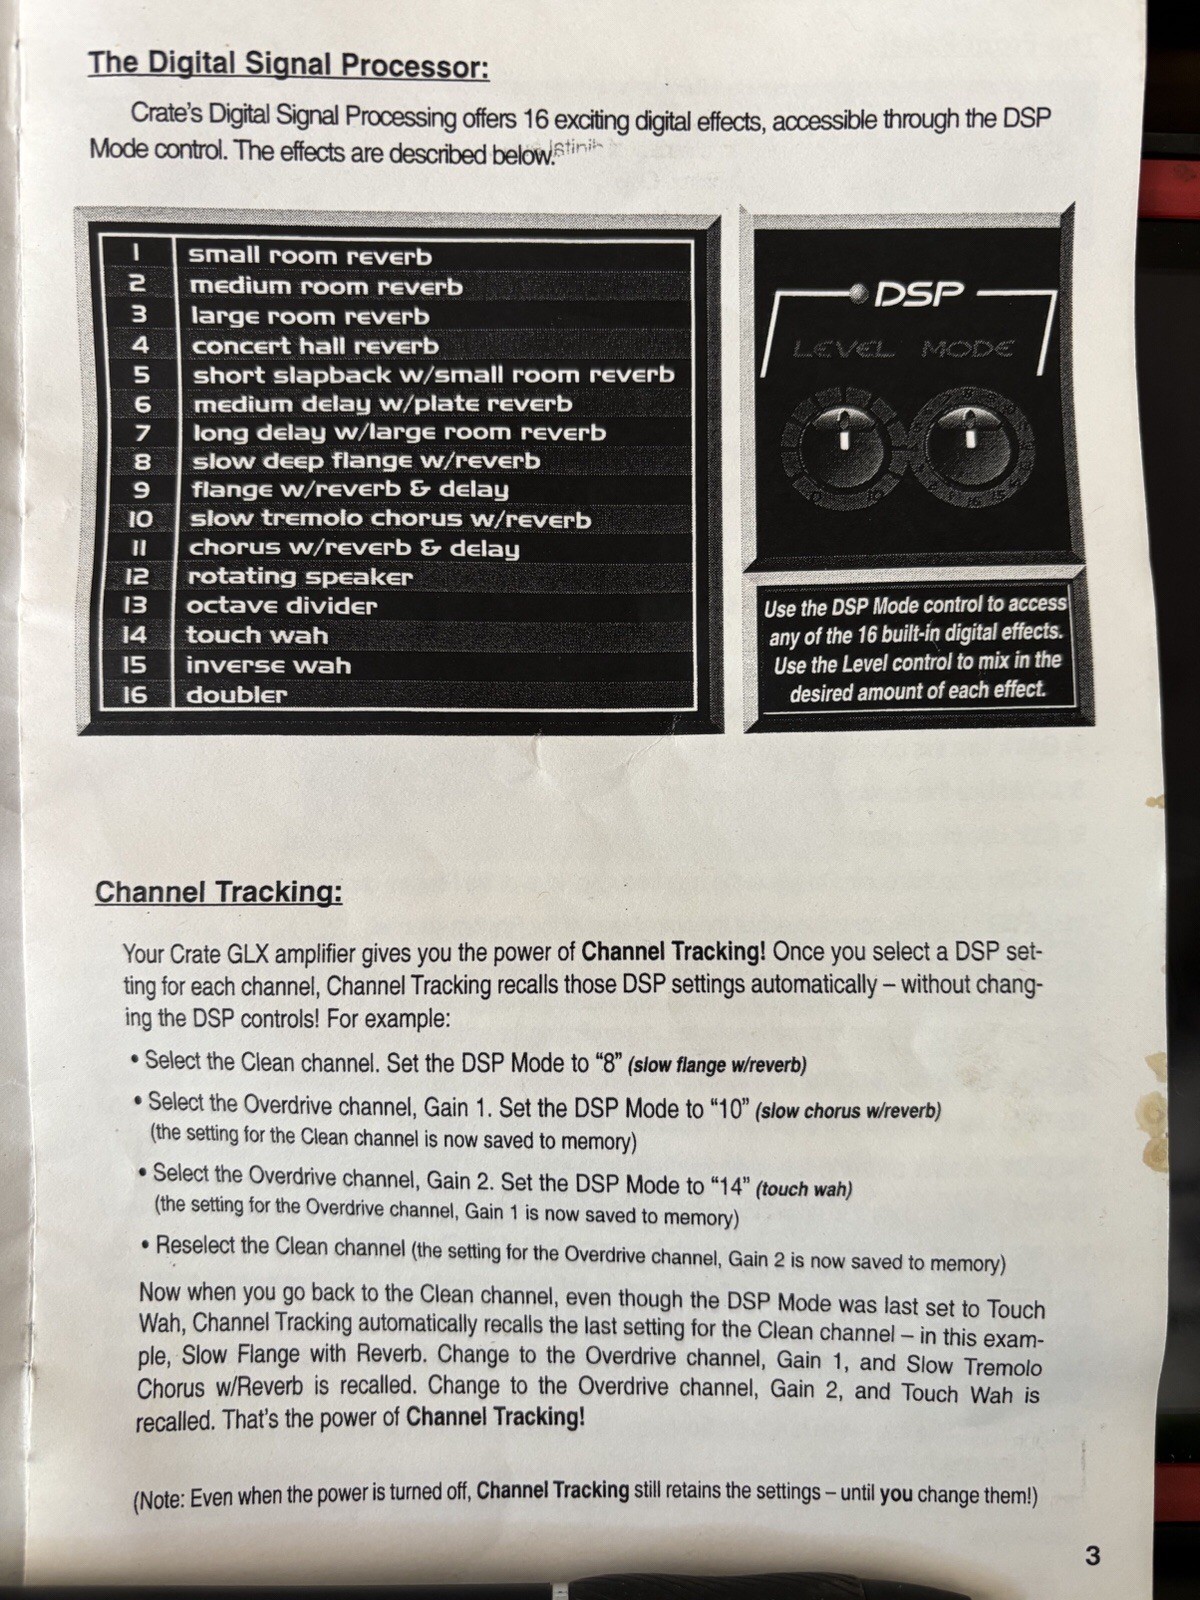 The Digital Signal Processor:
Crate's Digital Signal Processing offers 16 exciting digital effects, accessible through the DSP
Mode control. The effects are described below.
1 small room reverb
2 medium room reverb
3 large room reverb
4 concert hall reverb
5 short slapback w/small room reverb
6 medium delay w/plate reverb
7 long delay w/large room reverb
8 slow deep flange w/reverb
9 flange w/reverb & delay
10 slow tremolo chorus w/reverb
11 chorus w/reverb & delay
12 rotating speaker
13 octave divider
14 touch wah
15 inverse wah
16 doubler
DSP
LEVEL MODE
Use the DSP Mode control to access
any of the 16 built-in digital effects.
Use the Level control to mix in the
desired amount of each effect.
Channel Tracking:
Your Crate GLX amplifier gives you the power of Channel Tracking! Once you select a DSP set-
ting for each channel, Channel Tracking recalls those DSP settings automatically – without chang-
ing the DSP controls! For example:
• Select the Clean channel. Set the DSP Mode to “8” (slow flange w/reverb)
• Select the Overdrive channel, Gain 1. Set the DSP Mode to “10” (slow chorus w/reverb)
(the setting for the Clean channel is now saved to memory)
• Select the Overdrive channel, Gain 2. Set the DSP Mode to “14” (touch wah)
(the setting for the Overdrive channel, Gain 1 is now saved to memory)
• Reselect the Clean channel (the setting for the Overdrive channel, Gain 2 is now saved to memory)
Now when you go back to the Clean channel, even though the DSP Mode was last set to Touch
Wah, Channel Tracking automatically recalls the last setting for the Clean channel – in this exam-
ple, Slow Flange with Reverb. Change to the Overdrive channel, Gain 1, and Slow Tremolo
Chorus w/Reverb is recalled. Change to the Overdrive channel, Gain 2, and Touch Wah is
recalled. That's the power of Channel Tracking!
(Note: Even when the power is turned off, Channel Tracking still retains the settings – until you change them!)
3